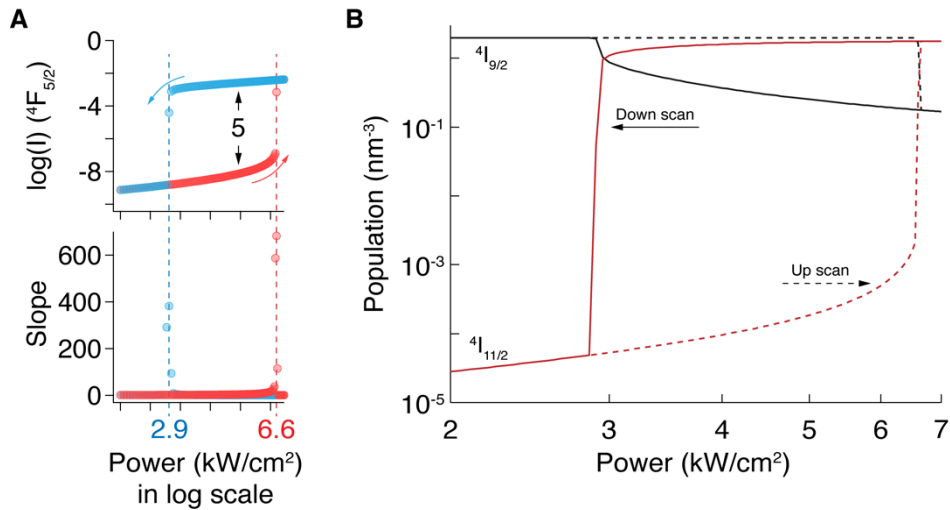 A
log(I) (⁴F5/2)
0
-4
-8
5
Slope
600
400
200
0
2.9
6.6
Power (kW/cm²)
in log scale
B
Population (nm⁻³)
10⁻¹
10⁻³
10⁻⁵
⁴I9/2
Down scan
Up scan
⁴I11/2
2
3
4
5
6
7
Power (kW/cm²)